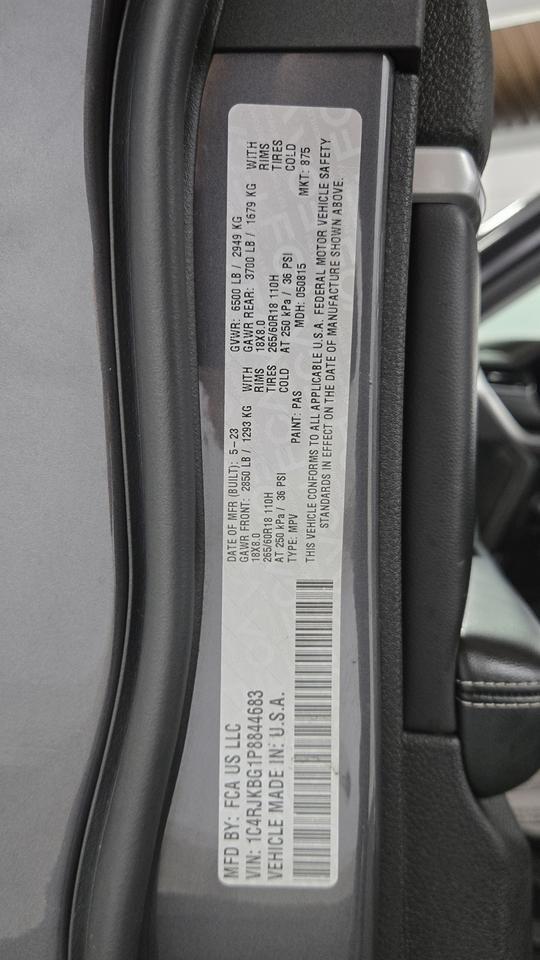 MFD BY: FCA US LLC
VIN: 1C4RJKBG1P8844683
VEHICLE MADE IN: U.S.A.
DATE OF MFR (BUILT): 5-23
GAWR FRONT: 2850 LB / 1293 KG WITH
18X8.0 RIMS
265/60R18 110H TIRES
AT 250 kPa / 36 PSI COLD
TYPE: MPV PAINT: PAS
GVWR: 6500 LB / 2949 KG
GAWR REAR: 3700 LB / 1679 KG WITH
18X8.0 RIMS
265/60R18 110H TIRES
AT 250 kPa / 36 PSI COLD
MDH: 050815 MKT: 875
THIS VEHICLE CONFORMS TO ALL APPLICABLE U.S.A. FEDERAL MOTOR VEHICLE SAFETY
STANDARDS IN EFFECT ON THE DATE OF MANUFACTURE SHOWN ABOVE.